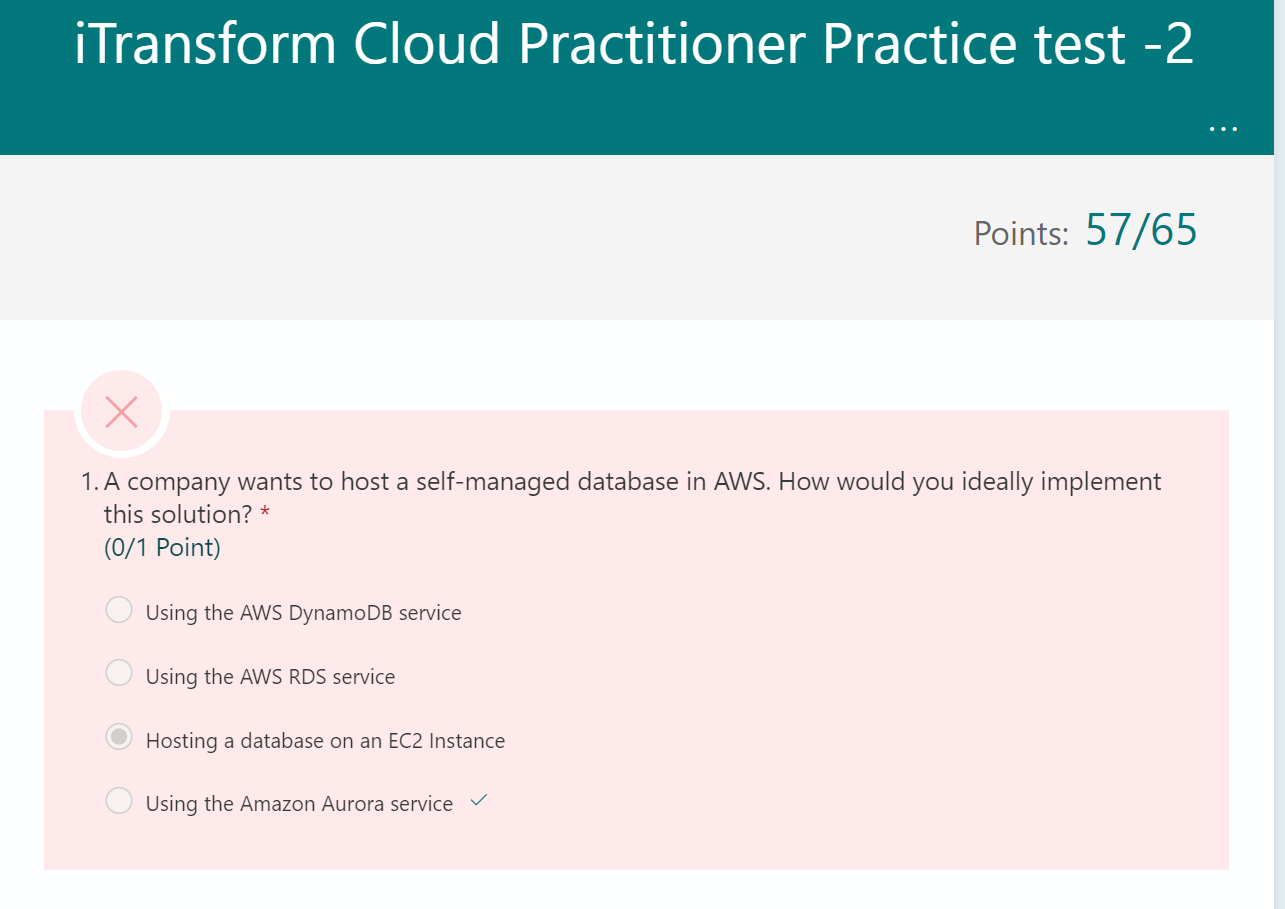 iTransform Cloud Practitioner Practice test -2
...
Points: 57/65
1. A company wants to host a self-managed database in AWS. How would you ideally implement
this solution? *
(0/1 Point)
Using the AWS DynamoDB service
Using the AWS RDS service
Hosting a database on an EC2 Instance
Using the Amazon Aurora service